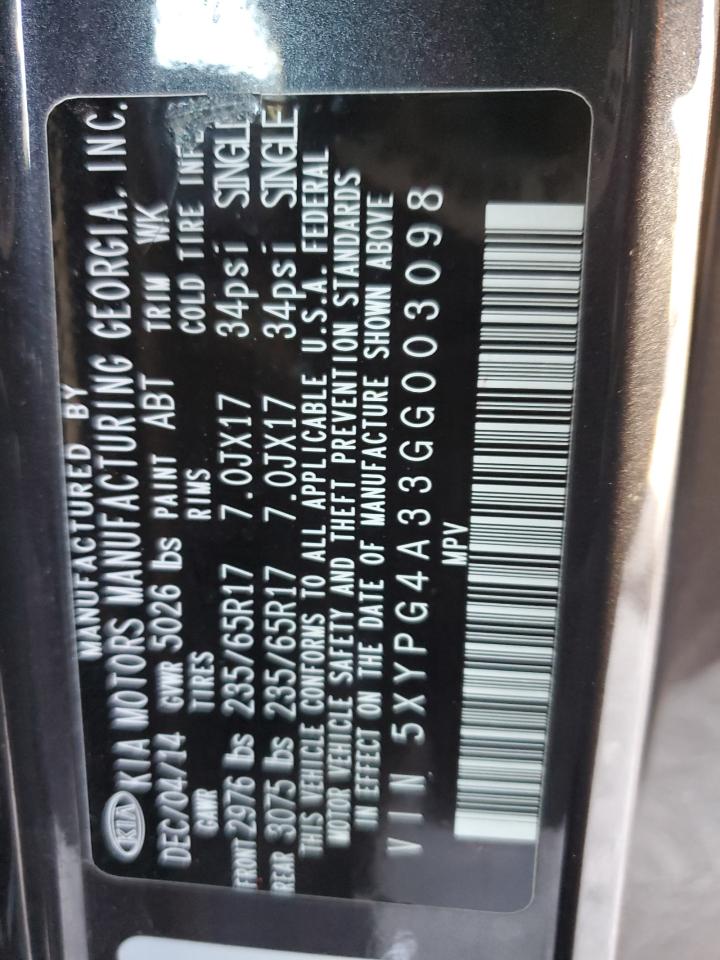 MANUFACTURED BY
KIA KIA MOTORS MANUFACTURING GEORGIA, INC.
DEC/04/14 GVWR 5026 lbs PAINT ABT TRIM WK
GAWR TIRES RIMS COLD TIRE INF
FRONT 2976 lbs 235/65R17 7.0JX17 34psi SINGLE
REAR 3075 lbs 235/65R17 7.0JX17 34psi SINGLE
THIS VEHICLE CONFORMS TO ALL APPLICABLE U.S.A. FEDERAL
MOTOR VEHICLE SAFETY AND THEFT PREVENTION STANDARDS
IN EFFECT ON THE DATE OF MANUFACTURE SHOWN ABOVE
VIN 5XYPG4A33GG003098
MPV